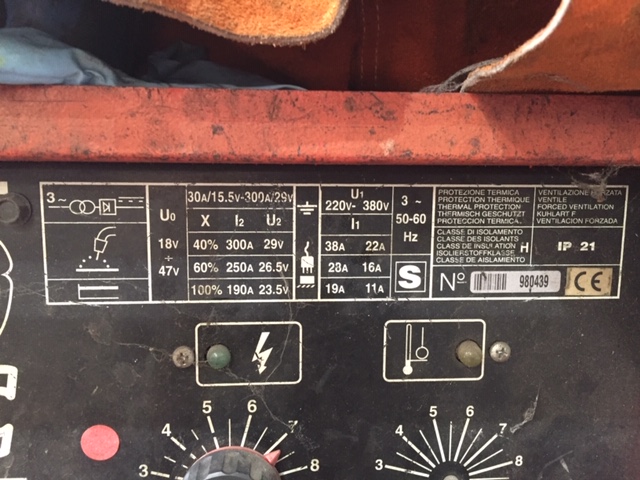 3~
U0
18v
÷
47v
30A/15.5v-300A/29v
X I2 U2
40% 300A 29v
60% 250A 26.5v
100% 190A 23.5v
U1
220v- 380v
I1
38A 22A
28A 16A
19A 11A
3 ~
50-60
Hz
S
PROTEZIONE TERMICA
PROTECTION THERMIQUE
THERMAL PROTECTION
THERMISCH GESCHUTZT
PROTECCION TERMICA
VENTILAZIONE FORZATA
VENTILE
FORCED VENTILATION
KUHLART F
VENTILACION FORZADA
CLASSE DI ISOLAMENTO
CLASSE DES ISOLANTS
CLASS OF INSULATION
ISOLIERSTOFFKLASSE
CLASSE DE AISLAMIENTO
H
IP 21
No 980439
CE
3 4 5 6 7 8
3 4 5 6 7 8